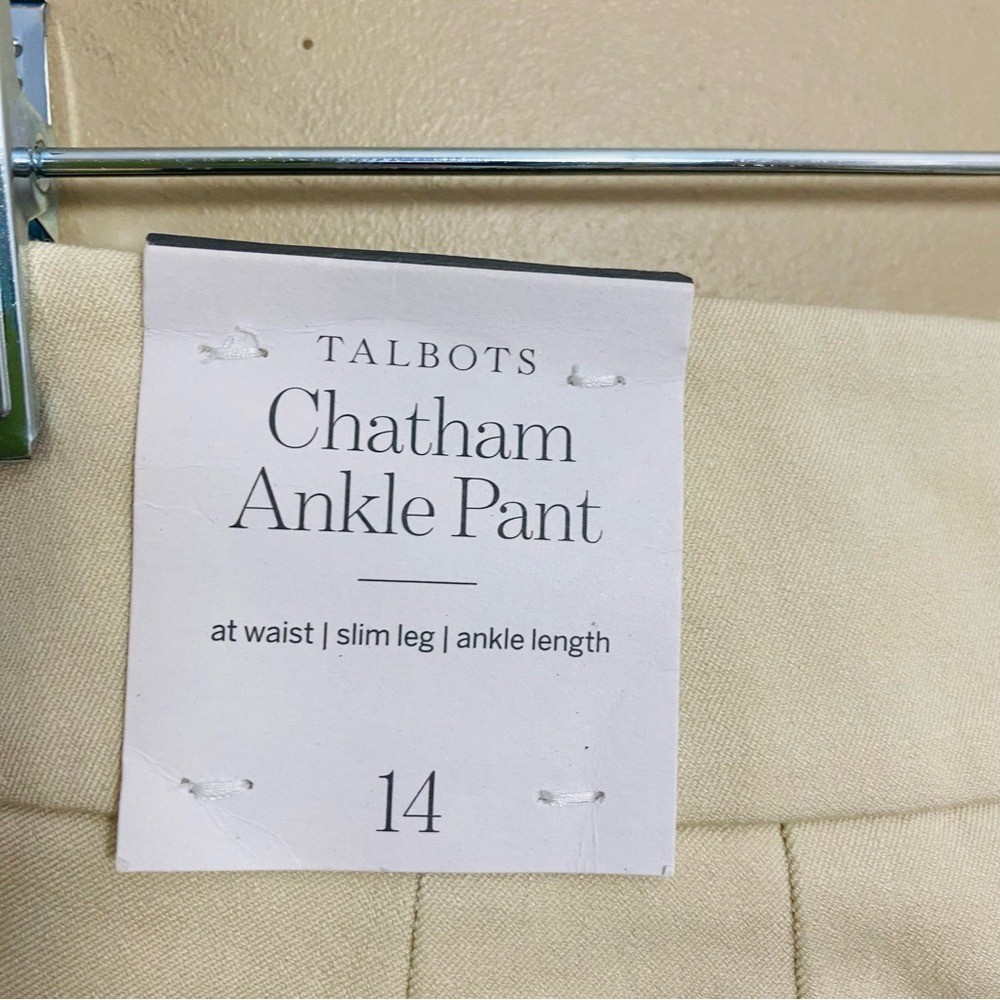 TALBOTS
Chatham
Ankle Pant
at waist | slim leg | ankle length
14